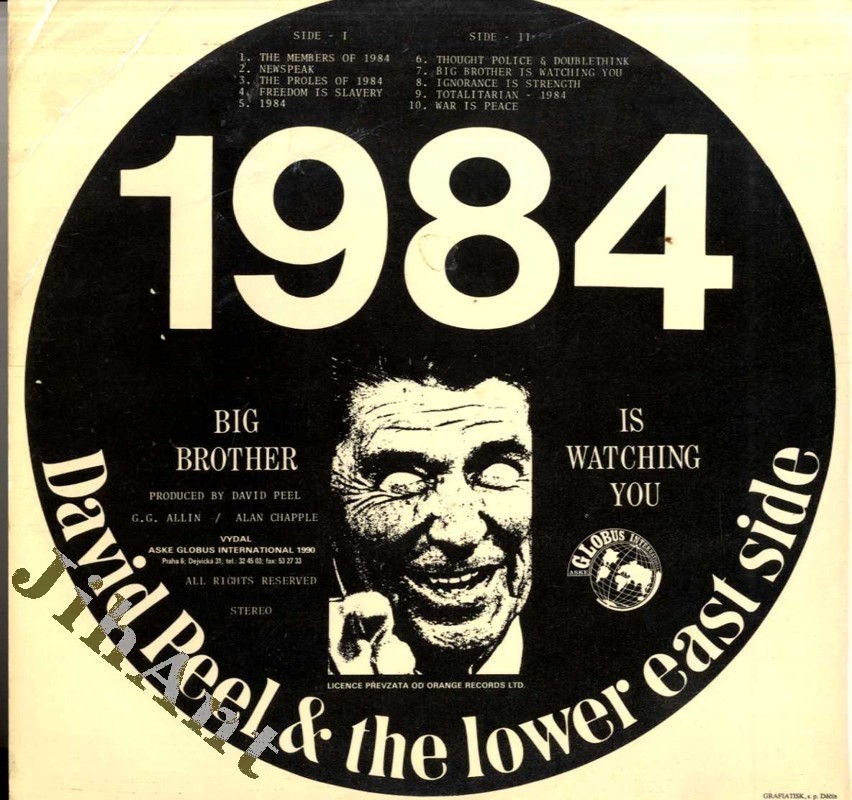 SIDE - I
1. THE MEMBERS OF 1984
2. NEWSPEAK
3. THE PROLES OF 1984
4. FREEDOM IS SLAVERY
5. 1984
SIDE - II
6. THOUGHT POLICE & DOUBLETHINK
7. BIG BROTHER IS WATCHING YOU
8. IGNORANCE IS STRENGTH
9. TOTALITARIAN - 1984
10. WAR IS PEACE
1984
BIG
BROTHER
IS
WATCHING
YOU
PRODUCED BY DAVID PEEL
G.G. ALLIN / ALAN CHAPPLE
VYDAL
ASKE GLOBUS INTERNATIONAL 1990
Praha 6; Dejvická 31; tel.: 32 45 03; fax: 53 27 33
ALL RIGHTS RESERVED
STEREO
ASKE GLOBUS
LICENCE PŘEVZATA OD ORANGE RECORDS LTD.
David Peel & the lower east side
JihAnt
GRAFIATISK, s. p. Děčín